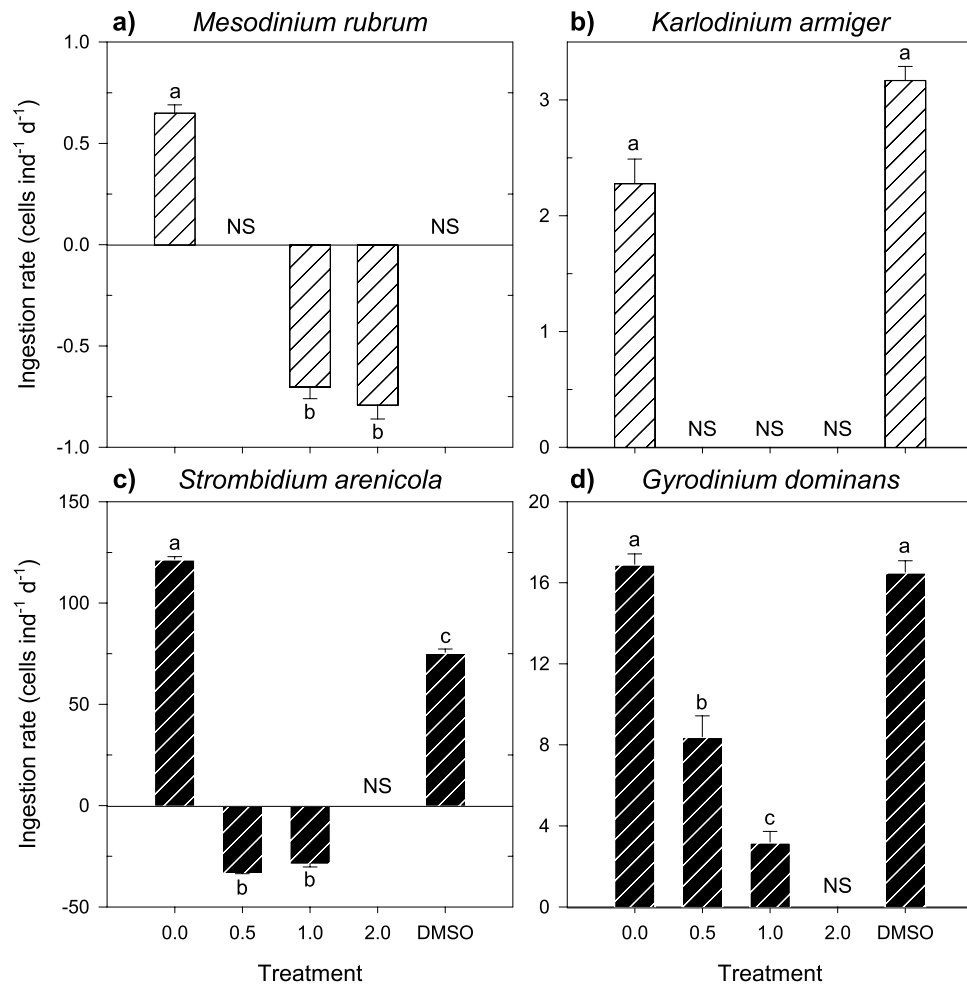 a) Mesodinium rubrum
b) Karlodinium armiger
Ingestion rate (cells ind⁻¹ d⁻¹)
1.0
0.5
0.0
-0.5
-1.0
a
NS
b
b
NS
3
2
1
0
a
NS
NS
NS
a
c) Strombidium arenicola
d) Gyrodinium dominans
Ingestion rate (cells ind⁻¹ d⁻¹)
150
100
50
0
-50
a
b
b
NS
c
20
16
12
8
4
0
a
b
c
NS
a
0.0 0.5 1.0 2.0 DMSO
0.0 0.5 1.0 2.0 DMSO
Treatment
Treatment